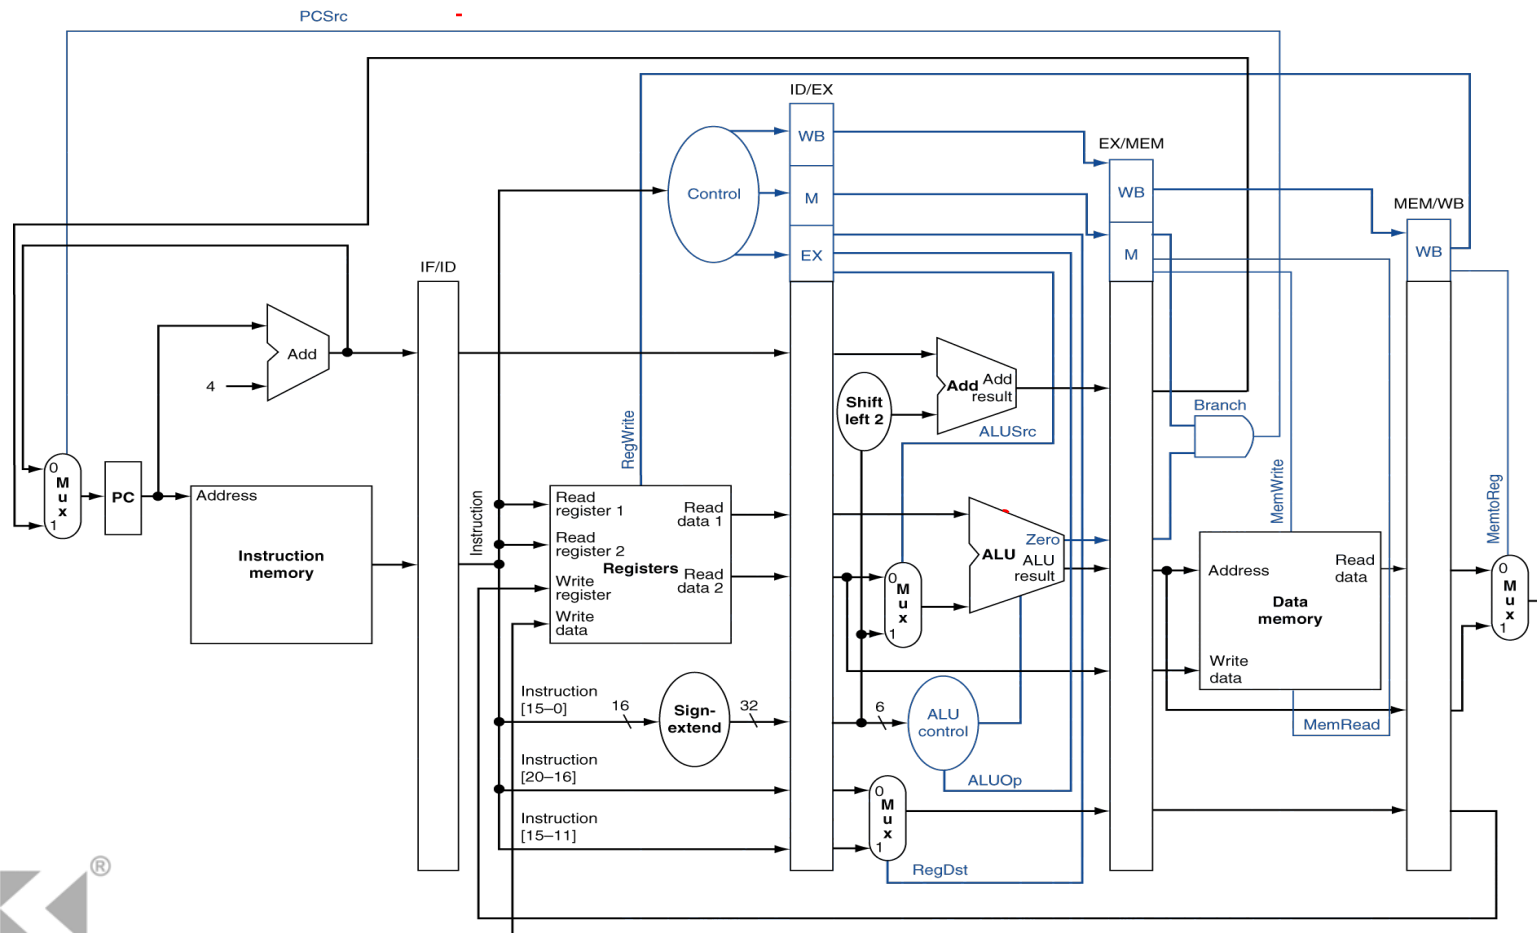 PCSrc
ID/EX
WB
EX/MEM
Control
M
WB
MEM/WB
EX
M
WB
IF/ID
Add
4
Add
Add
result
Shift
left 2
ALUSrc
Branch
RegWrite
MemWrite
MemtoReg
Instruction
0
M
u
x
1
PC
Address
Instruction
memory
Read
register 1
Read
data 1
Read
register 2
Registers
Read
data 2
Write
register
Write
data
Zero
ALU
ALU
result
0
M
u
x
1
Address
Read
data
Data
memory
Write
data
0
M
u
x
1
Instruction
[15–0]
16
Sign-
extend
32
6
ALU
control
MemRead
Instruction
[20–16]
ALUOp
0
M
u
x
1
Instruction
[15–11]
RegDst
®